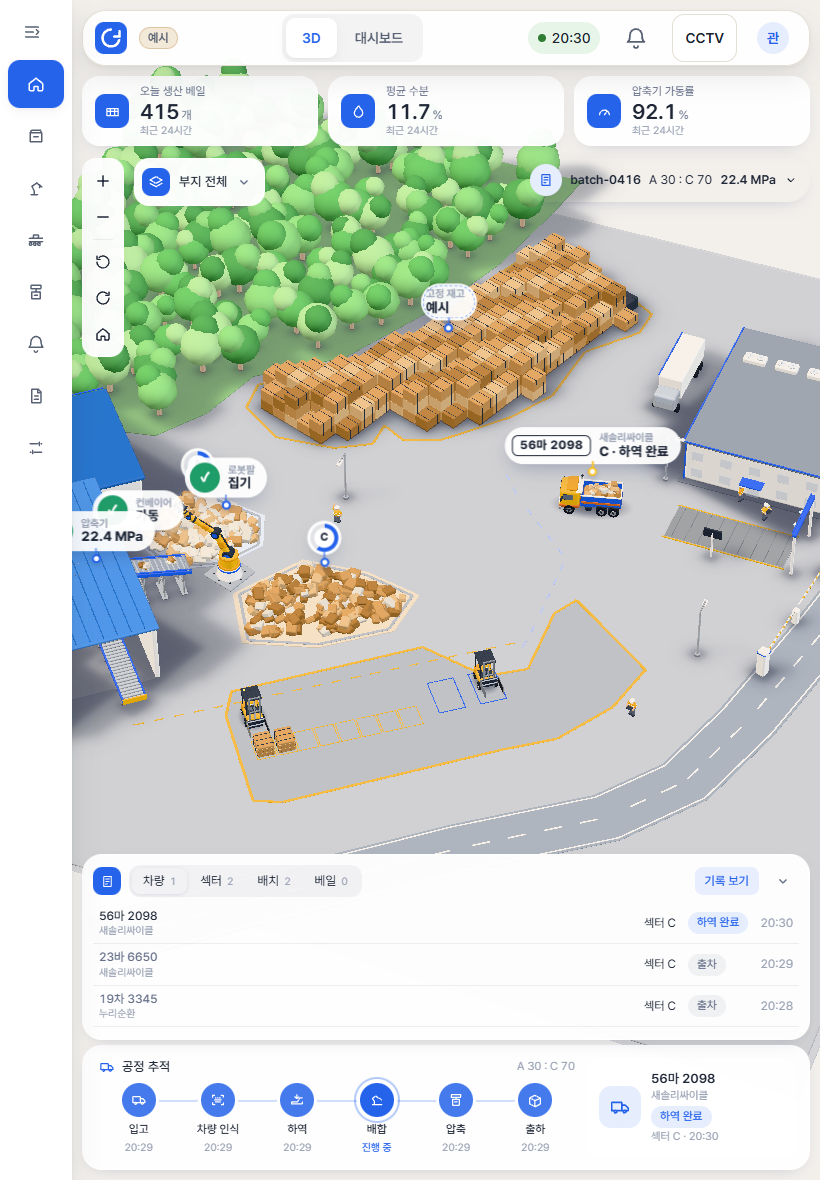 예시
3D
대시보드
20:30
CCTV
관
오늘 생산 베일
415개
최근 24시간
평균 수분
11.7%
최근 24시간
압축기 가동률
92.1%
최근 24시간
부지 전체
batch-0416 A 30 : C 70 22.4 MPa
고정 재고
예시
56마 2098
새솔리싸이클
C · 하역 완료
로봇팔
집기
컨베이어
압축기
22.4 MPa
C
차량 1
섹터 2
배치 2
베일 0
기록 보기
56마 2098
새솔리싸이클
섹터 C 하역 완료 20:30
23바 6650
새솔리싸이클
섹터 C 출차 20:29
19차 3345
누리순환
섹터 C 출차 20:28
공정 추적
A 30 : C 70
입고
20:29
차량 인식
20:29
하역
20:29
배합
진행 중
압축
20:29
출하
20:29
56마 2098
새솔리싸이클
하역 완료
섹터 C · 20:30